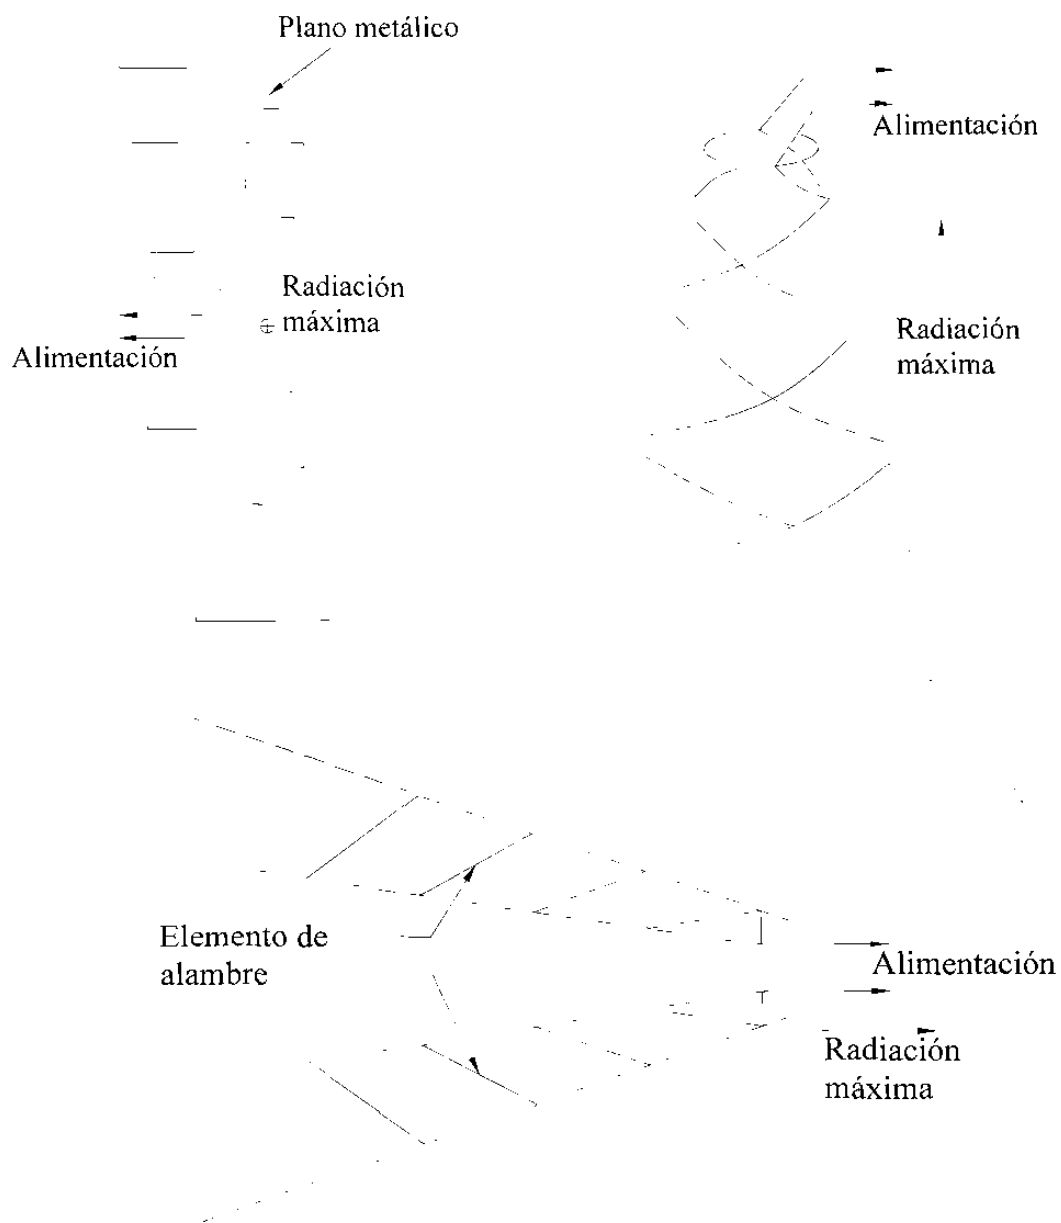 Plano metálico
Alimentación
Radiación
máxima
Alimentación
Radiación
máxima
Elemento de
alambre
Alimentación
Radiación
máxima